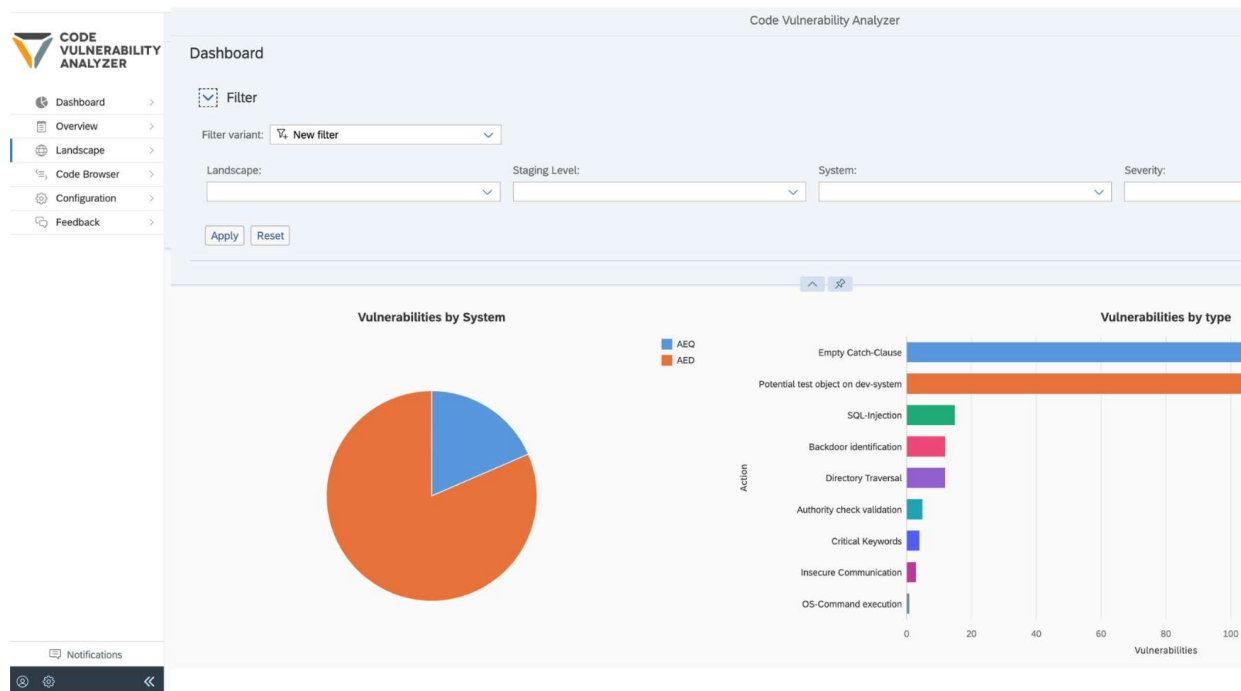 CODE
VULNERABILITY
ANALYZER
Dashboard
Overview
Landscape
Code Browser
Configuration
Feedback
Notifications
Code Vulnerability Analyzer
Dashboard
Filter
Filter variant: New filter
Landscape: Staging Level: System: Severity:
Apply Reset
Vulnerabilities by System
AEQ
AED
Vulnerabilities by type
Action
Empty Catch-Clause
Potential test object on dev-system
SQL-Injection
Backdoor identification
Directory Traversal
Authority check validation
Critical Keywords
Insecure Communication
OS-Command execution
0 20 40 60 80 100
Vulnerabilities